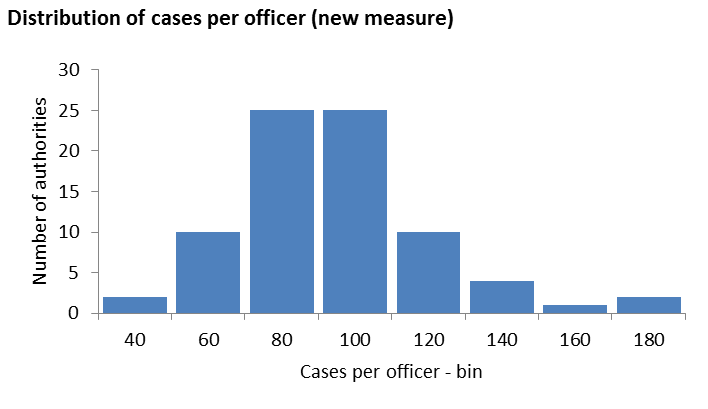 Distribution of cases per officer (new measure)
30
25
20
15
10
5
0
Number of authorities
40 60 80 100 120 140 160 180
Cases per officer - bin